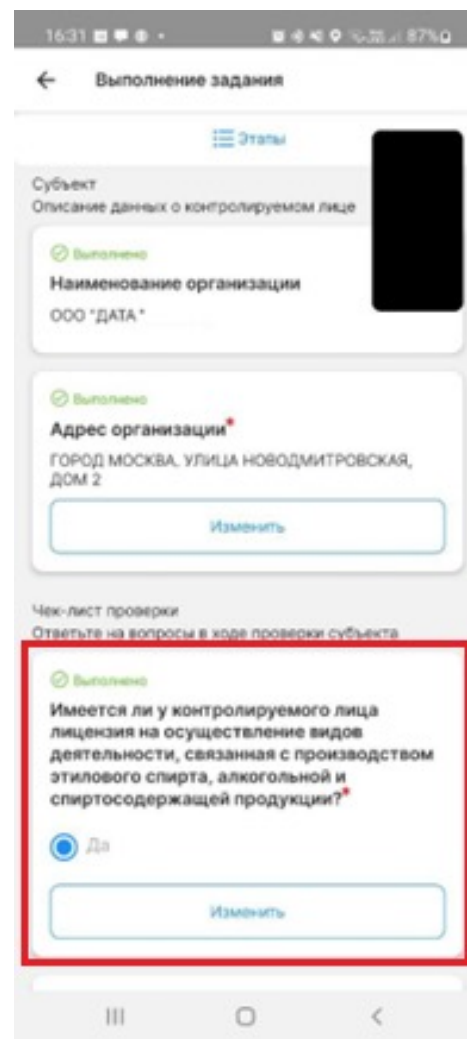 16:31
87%
Выполнение задания
Этапы
Субъект
Описание данных о контролируемом лице
Выполнено
Наименование организации
ООО "ДАТА "
Выполнено
Адрес организации*
ГОРОД МОСКВА, УЛИЦА НОВОДМИТРОВСКАЯ,
ДОМ 2
Изменить
Чек-лист проверки
Ответьте на вопросы в ходе проверки субъекта
Выполнено
Имеется ли у контролируемого лица
лицензия на осуществление видов
деятельности, связанная с производством
этилового спирта, алкогольной и
спиртосодержащей продукции?*
Да
Изменить